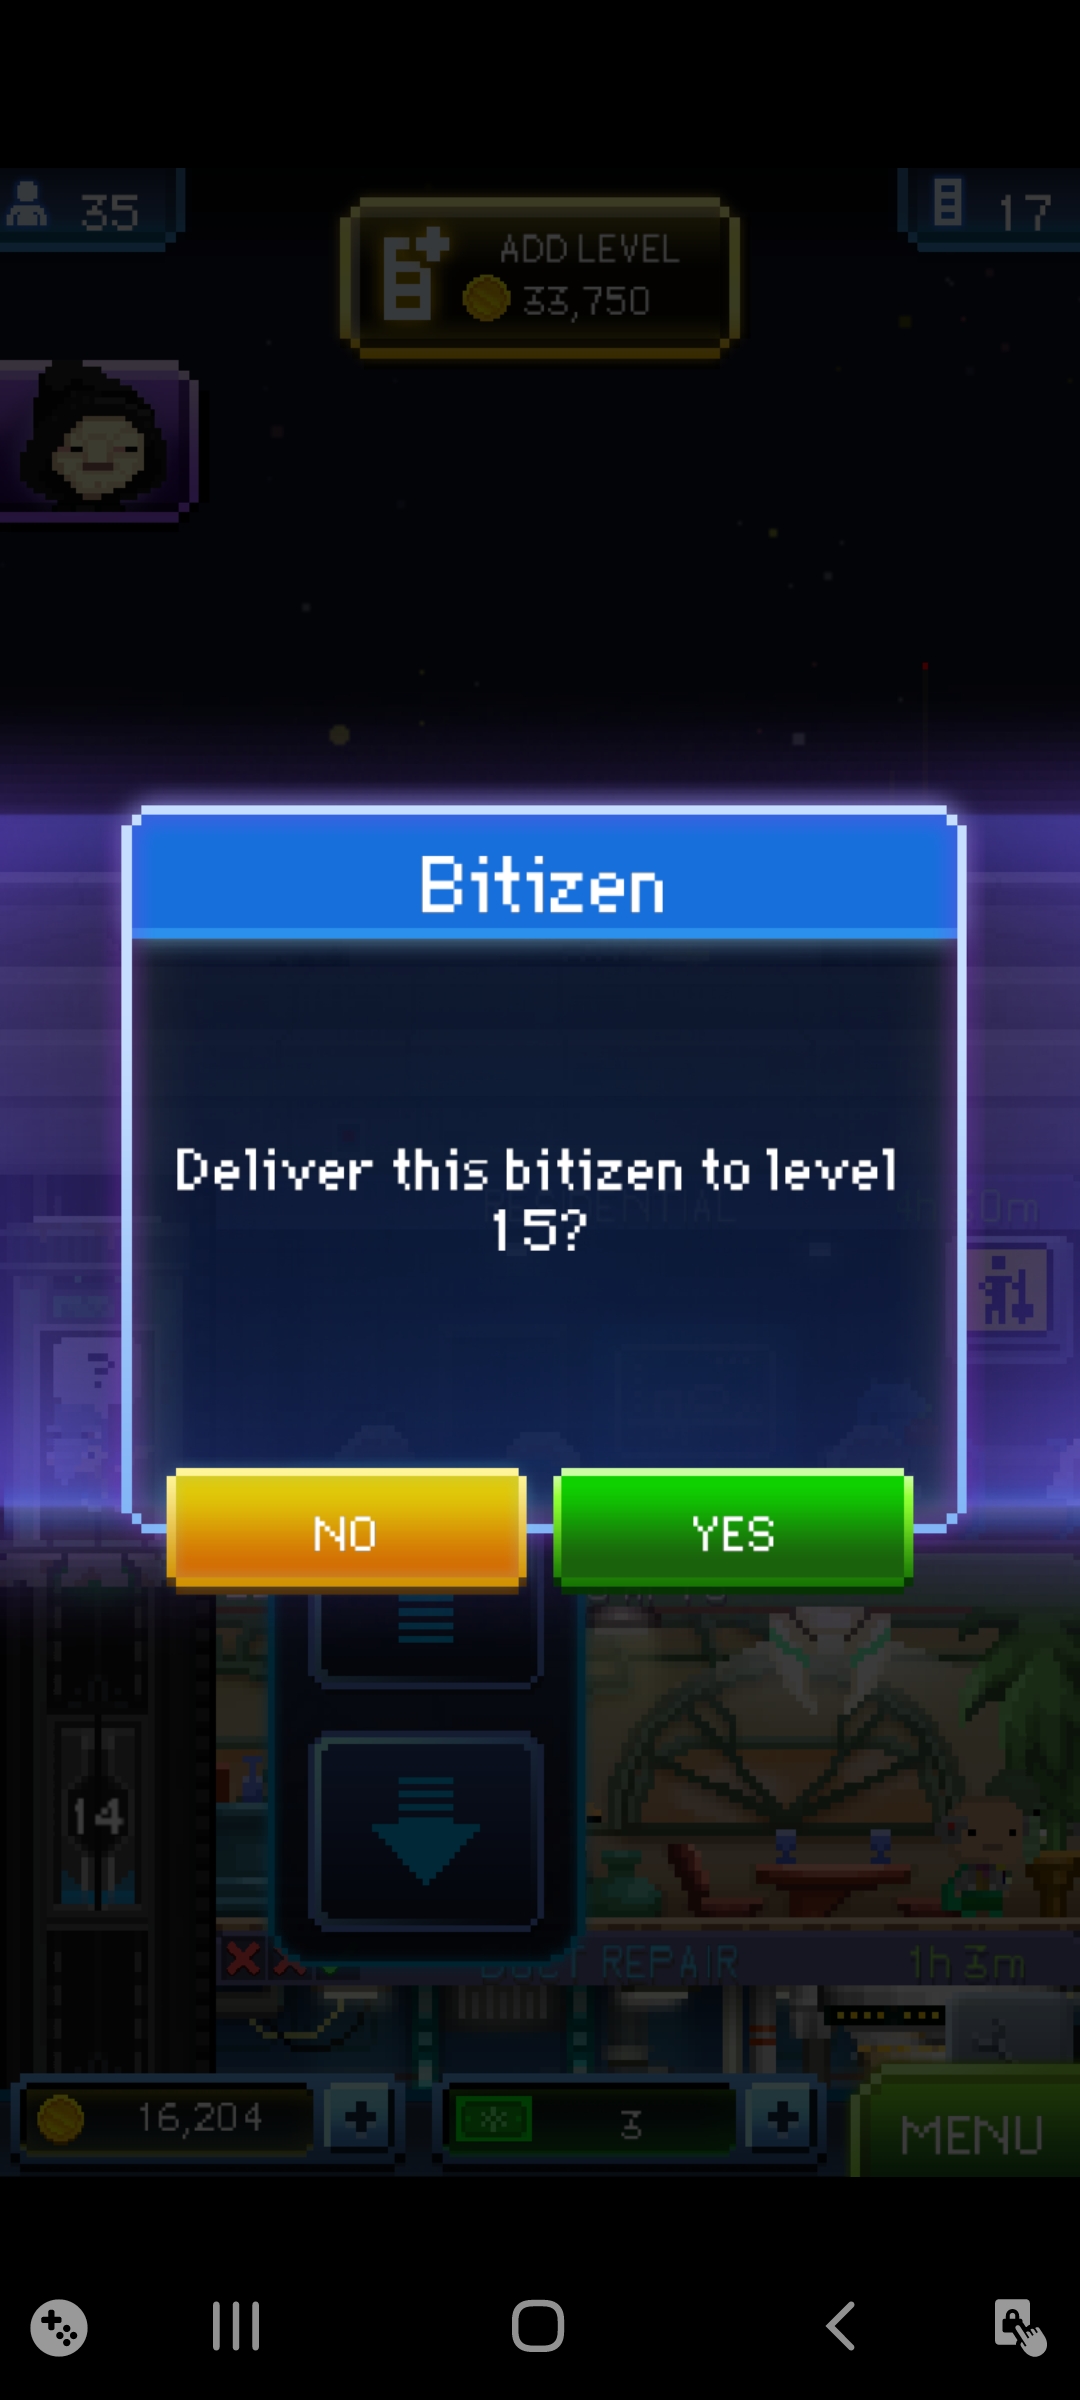 35
ADD LEVEL
17
33,750
Bitizen
Deliver this bitizen to level
15?
RESIDENTIAL
?
NO
YES
14
REPAIR
1h 3m
16,204
+
3
+
MENU